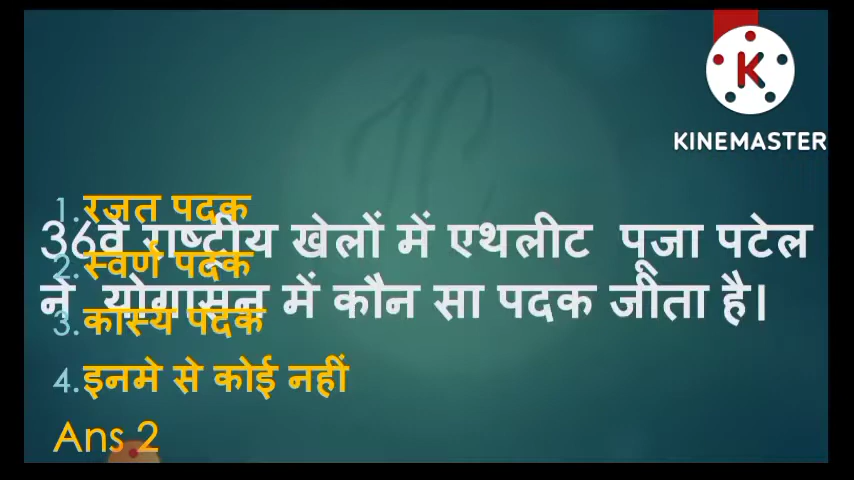 KINEMASTER
36वे राष्ट्रीय खेलों में एथलीट पूजा पटेल
ने योगासन में कौन सा पदक जीता है।
1. रजत पदक
2. स्वर्ण पदक
3. कास्य पदक
4. इनमे से कोई नहीं
Ans 2